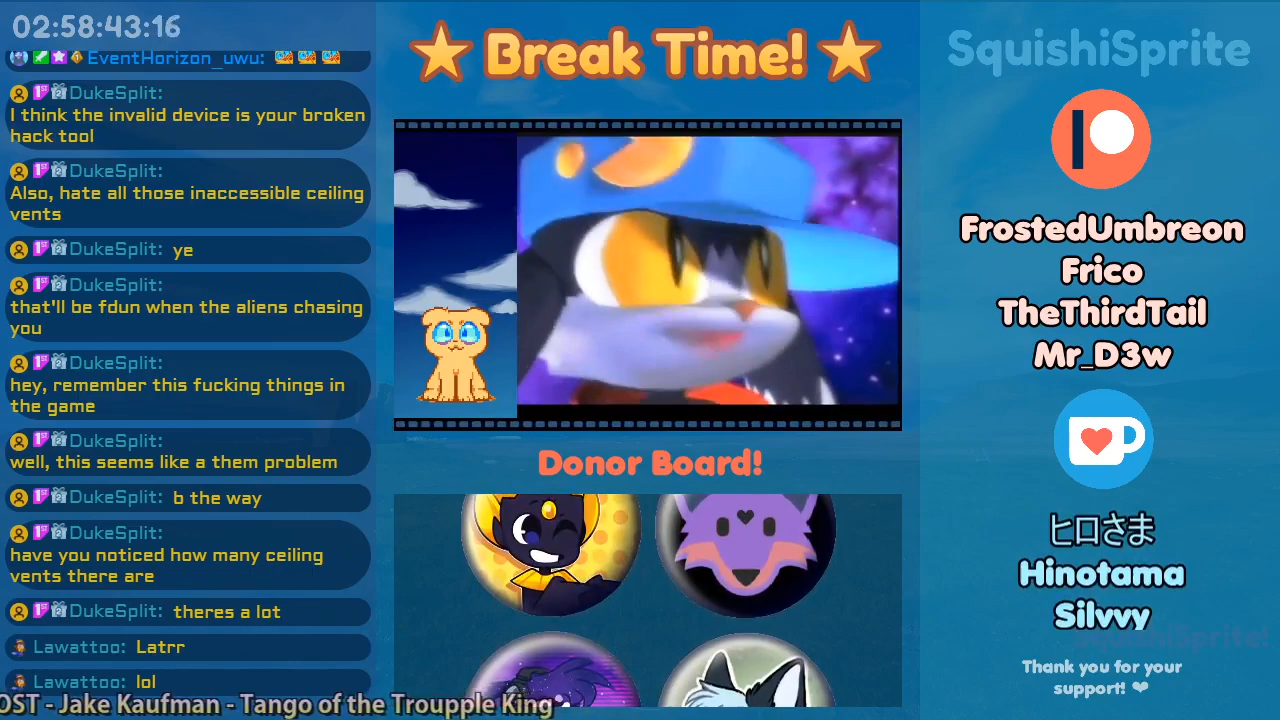 02:58:43:16
EventHorizon_uwu:
DukeSplit:
I think the invalid device is your broken
hack tool
DukeSplit:
Also, hate all those inaccessible ceiling
vents
DukeSplit: ye
DukeSplit:
that'll be fdun when the aliens chasing
you
DukeSplit:
hey, remember this fucking things in
the game
DukeSplit:
well, this seems like a them problem
DukeSplit: b the way
DukeSplit:
have you noticed how many ceiling
vents there are
DukeSplit: theres a lot
Lawattoo: Latrr
Lawattoo: lol
OST - Jake Kaufman - Tango of the Troupple King
Break Time!
Donor Board!
SquishiSprite
FrostedUmbreon
Frico
TheThirdTail
Mr_D3w
ヒロさま
Hinotama
Silvvy
SquishiSprite!
Thank you for your
support! ❤